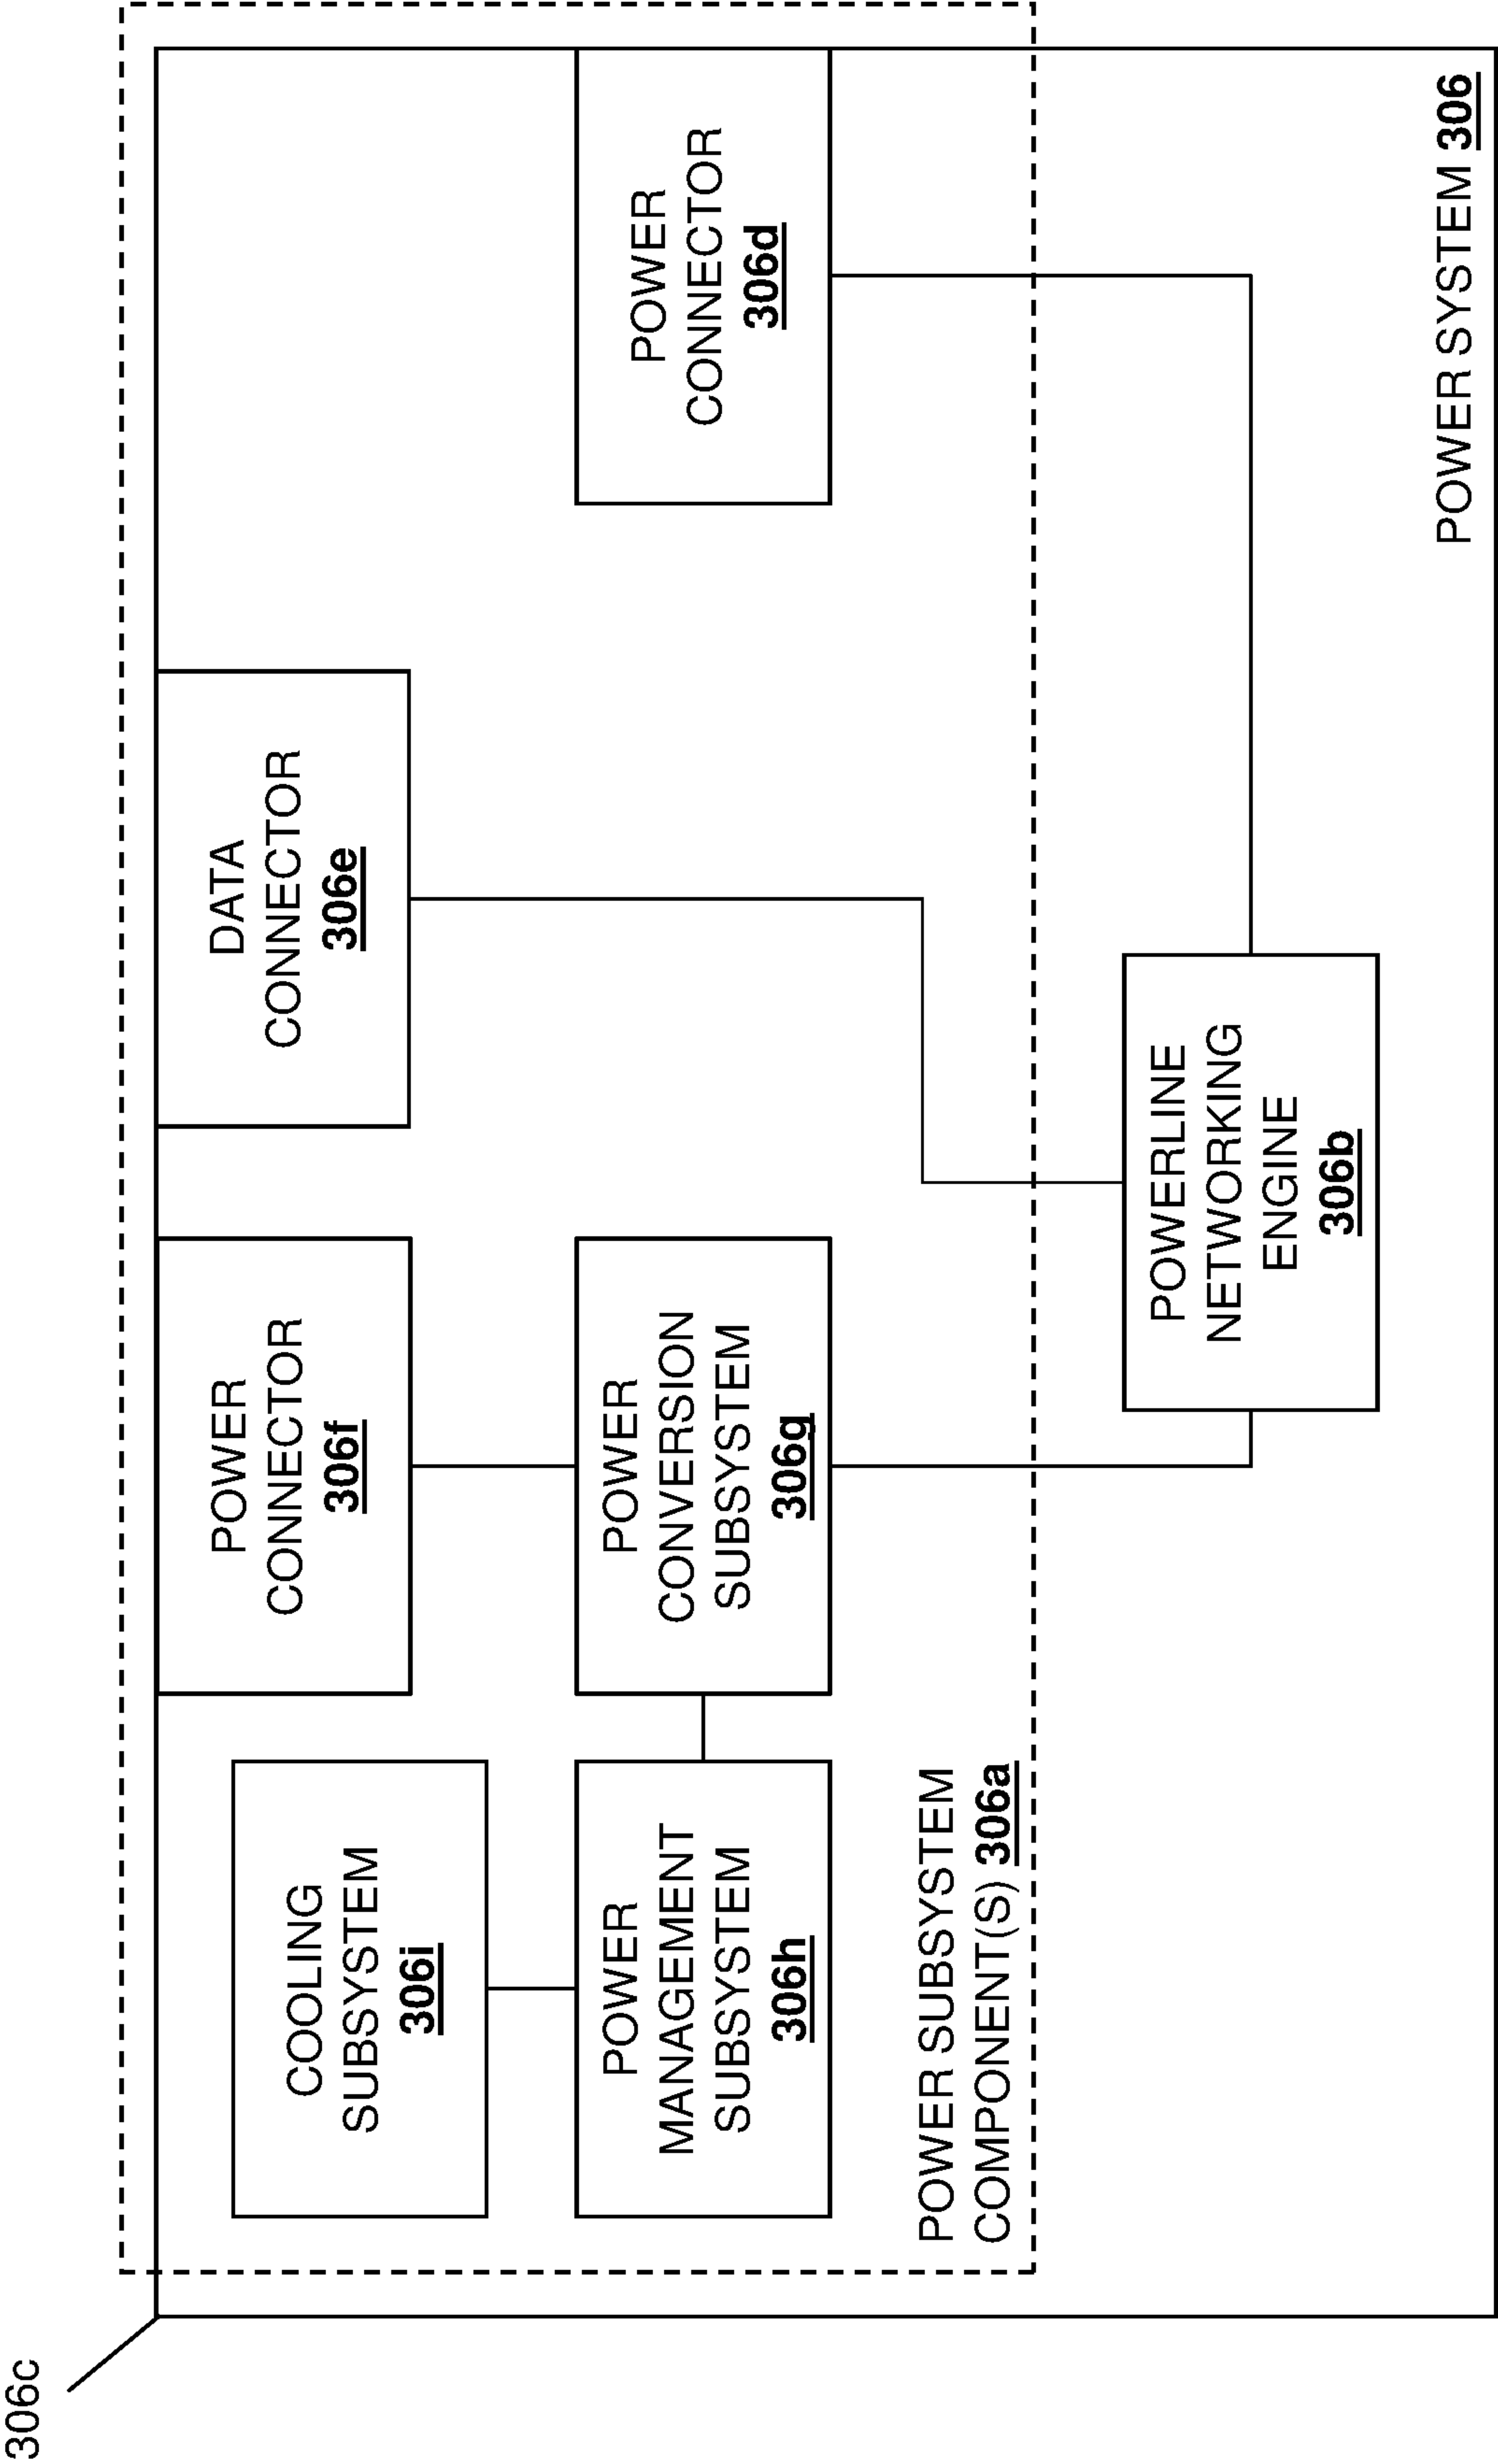 306c
COOLING
SUBSYSTEM
306i
POWER
CONNECTOR
306f
DATA
CONNECTOR
306e
POWER
MANAGEMENT
SUBSYSTEM
306h
POWER
CONVERSION
SUBSYSTEM
306g
POWER
CONNECTOR
306d
POWER SUBSYSTEM
COMPONENT(S) 306a
POWERLINE
NETWORKING
ENGINE
306b
POWER SYSTEM 306